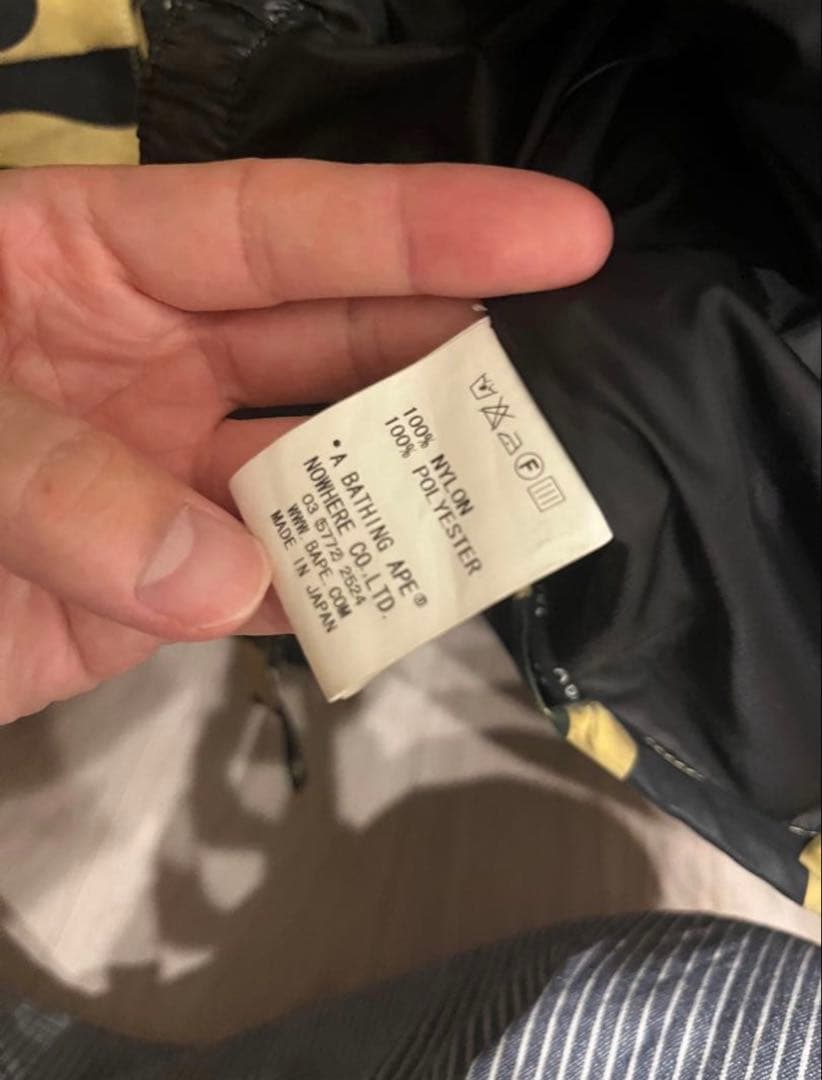 F
100% NYLON
100% POLYESTER
• A BATHING APE®
NOWHERE CO.,LTD.
03 (5772) 2524
WWW. BAPE. COM
MADE IN JAPAN